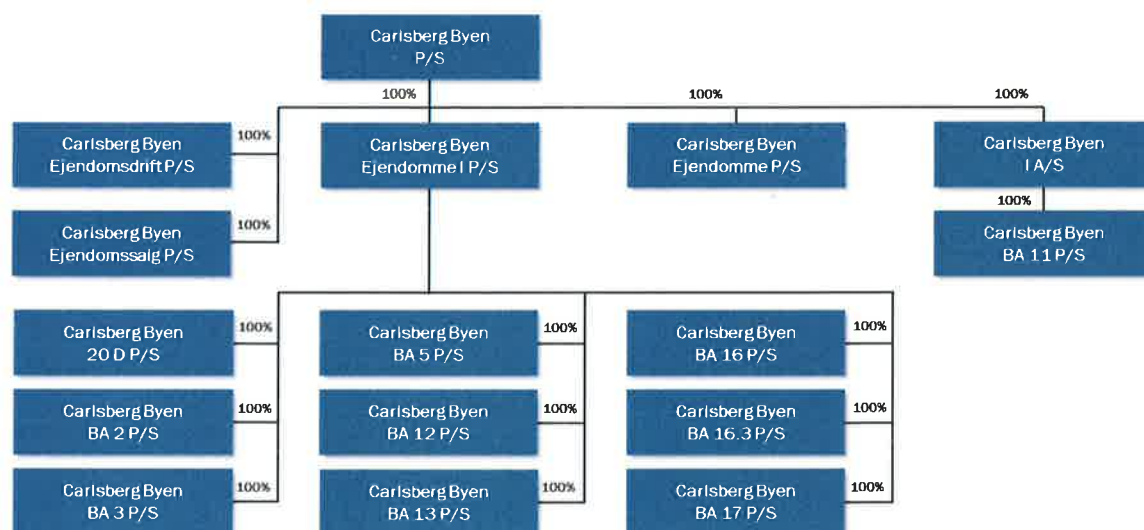 Carlsberg Byen
P/S
100%
100%
100%
Carlsberg Byen
Ejendomsdrift P/S
100%
Carlsberg Byen
Ejendomme I P/S
Carlsberg Byen
Ejendomme P/S
Carlsberg Byen
I A/S
Carlsberg Byen
Ejendomssalg P/S
100%
100%
Carlsberg Byen
BA 11 P/S
Carlsberg Byen
20 D P/S
100%
Carlsberg Byen
BA 5 P/S
100%
Carlsberg Byen
BA 16 P/S
100%
Carlsberg Byen
BA 2 P/S
100%
Carlsberg Byen
BA 12 P/S
100%
Carlsberg Byen
BA 16.3 P/S
100%
Carlsberg Byen
BA 3 P/S
100%
Carlsberg Byen
BA 13 P/S
100%
Carlsberg Byen
BA 17 P/S
100%